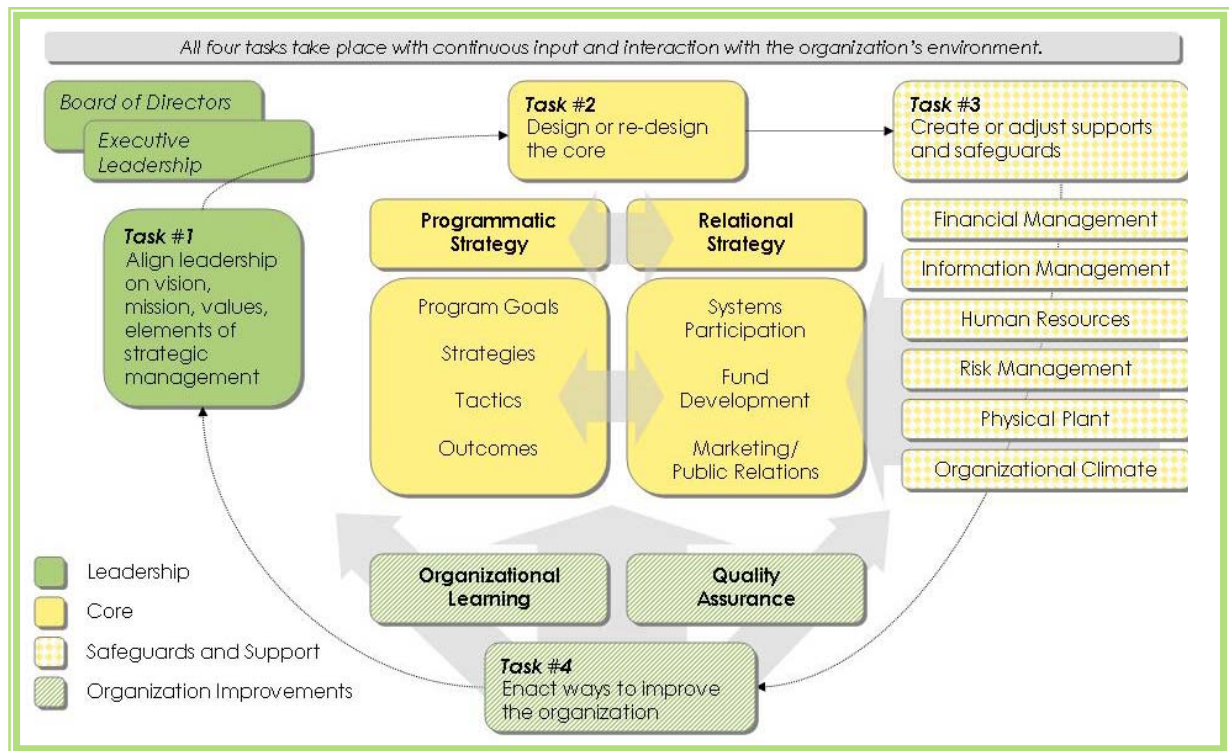 All four tasks take place with continuous input and interaction with the organization's environment.
Board of Directors
Executive
Leadership
Task #1
Align leadership
on vision,
mission, values,
elements of
strategic
management
Task #2
Design or re-design
the core
Task #3
Create or adjust supports
and safeguards
Programmatic
Strategy
Relational
Strategy
Program Goals
Strategies
Tactics
Outcomes
Systems
Participation
Fund
Development
Marketing/
Public Relations
Financial Management
Information Management
Human Resources
Risk Management
Physical Plant
Organizational Climate
Organizational
Learning
Quality
Assurance
Task #4
Enact ways to improve
the organization
Leadership
Core
Safeguards and Support
Organization Improvements